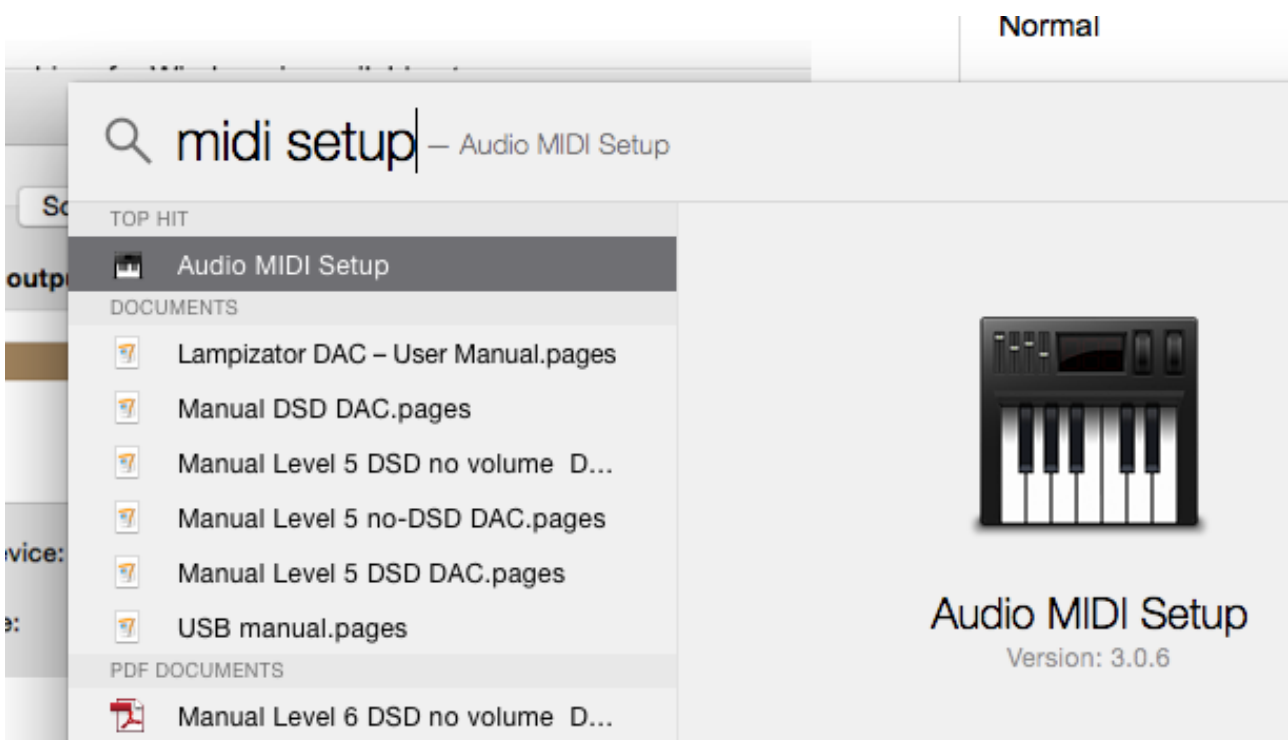 Normal
midi setup – Audio MIDI Setup
So
TOP HIT
Audio MIDI Setup
outpu
DOCUMENTS
Lampizator DAC – User Manual.pages
Manual DSD DAC.pages
Manual Level 5 DSD no volume D...
Manual Level 5 no-DSD DAC.pages
evice:
Manual Level 5 DSD DAC.pages
e:
USB manual.pages
Audio MIDI Setup
Version: 3.0.6
PDF DOCUMENTS
Manual Level 6 DSD no volume D...